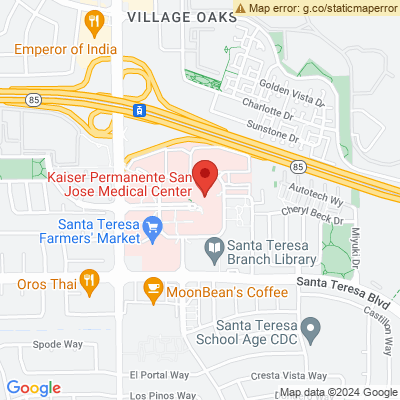 VILLAGE OAKS
Map error: g.co/staticmaperror
Emperor of India
Golden Vista Dr
Charlotte Dr
Sunstone Dr
85
85
Kaiser Permanente San
Jose Medical Center
Autotech Wy
Cheryl Beck Dr
Miyuki Dr
Santa Teresa
Farmers' Market
Santa Teresa
Branch Library
Oros Thai
MoonBean's Coffee
Santa Teresa Blvd
Castillon Way
Santa Teresa
School Age CDC
Spode Way
El Portal Way
Cresta Vista Way
Google
Los Pinos Way
Map data ©2024 Google